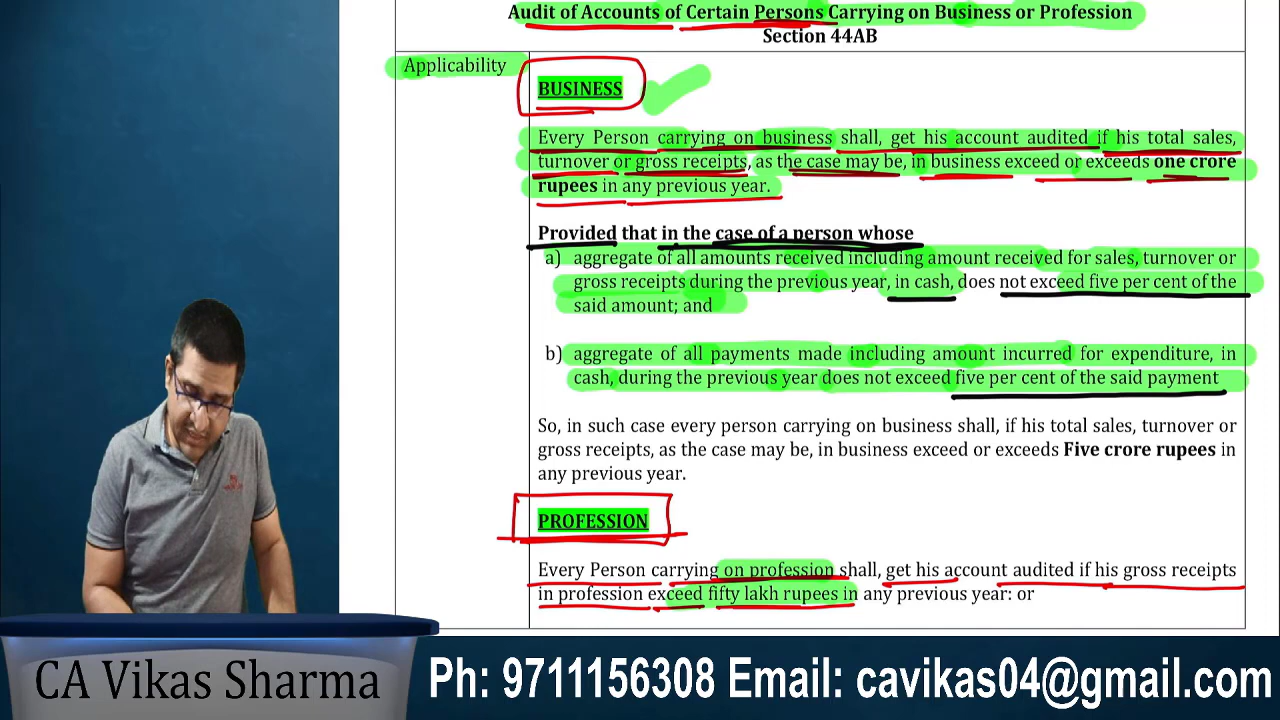 Audit of Accounts of Certain Persons Carrying on Business or Profession
Section 44AB
Applicability
BUSINESS
Every Person carrying on business shall, get his account audited if his total sales,
turnover or gross receipts, as the case may be, in business exceed or exceeds one crore
rupees in any previous year.
Provided that in the case of a person whose
a) aggregate of all amounts received including amount received for sales, turnover or
gross receipts during the previous year, in cash, does not exceed five per cent of the
said amount; and
b) aggregate of all payments made including amount incurred for expenditure, in
cash, during the previous year does not exceed five per cent of the said payment
So, in such case every person carrying on business shall, if his total sales, turnover or
gross receipts, as the case may be, in business exceed or exceeds Five crore rupees in
any previous year.
PROFESSION
Every Person carrying on profession shall, get his account audited if his gross receipts
in profession exceed fifty lakh rupees in any previous year: or
CA Vikas Sharma
Ph: 9711156308 Email: cavikas04@gmail.com